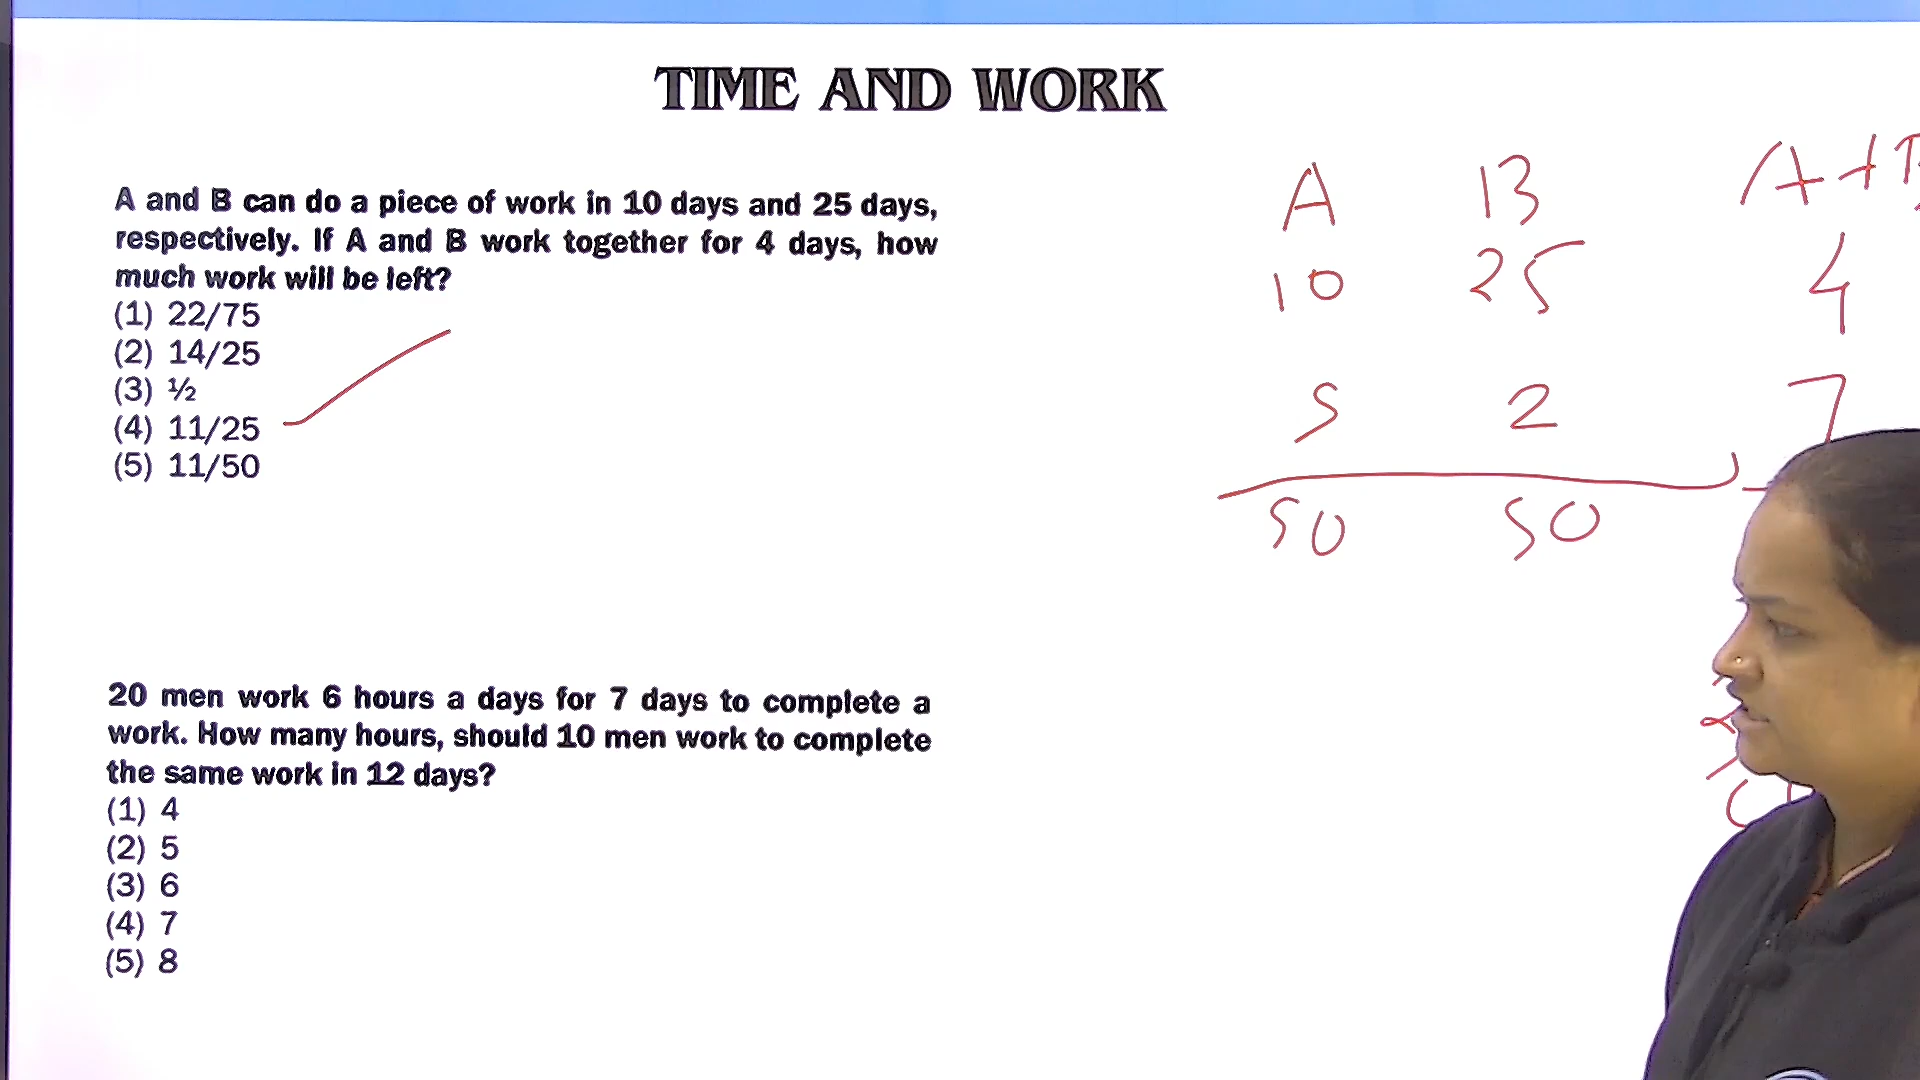 TIME AND WORK
A and B can do a piece of work in 10 days and 25 days,
respectively. If A and B work together for 4 days, how
much work will be left?
(1) 22/75
(2) 14/25
(3) ½
(4) 11/25
(5) 11/50
A B A+B
10 25 4
5 2 7
50 50
20 men work 6 hours a days for 7 days to complete a
work. How many hours, should 10 men work to complete
the same work in 12 days?
(1) 4
(2) 5
(3) 6
(4) 7
(5) 8